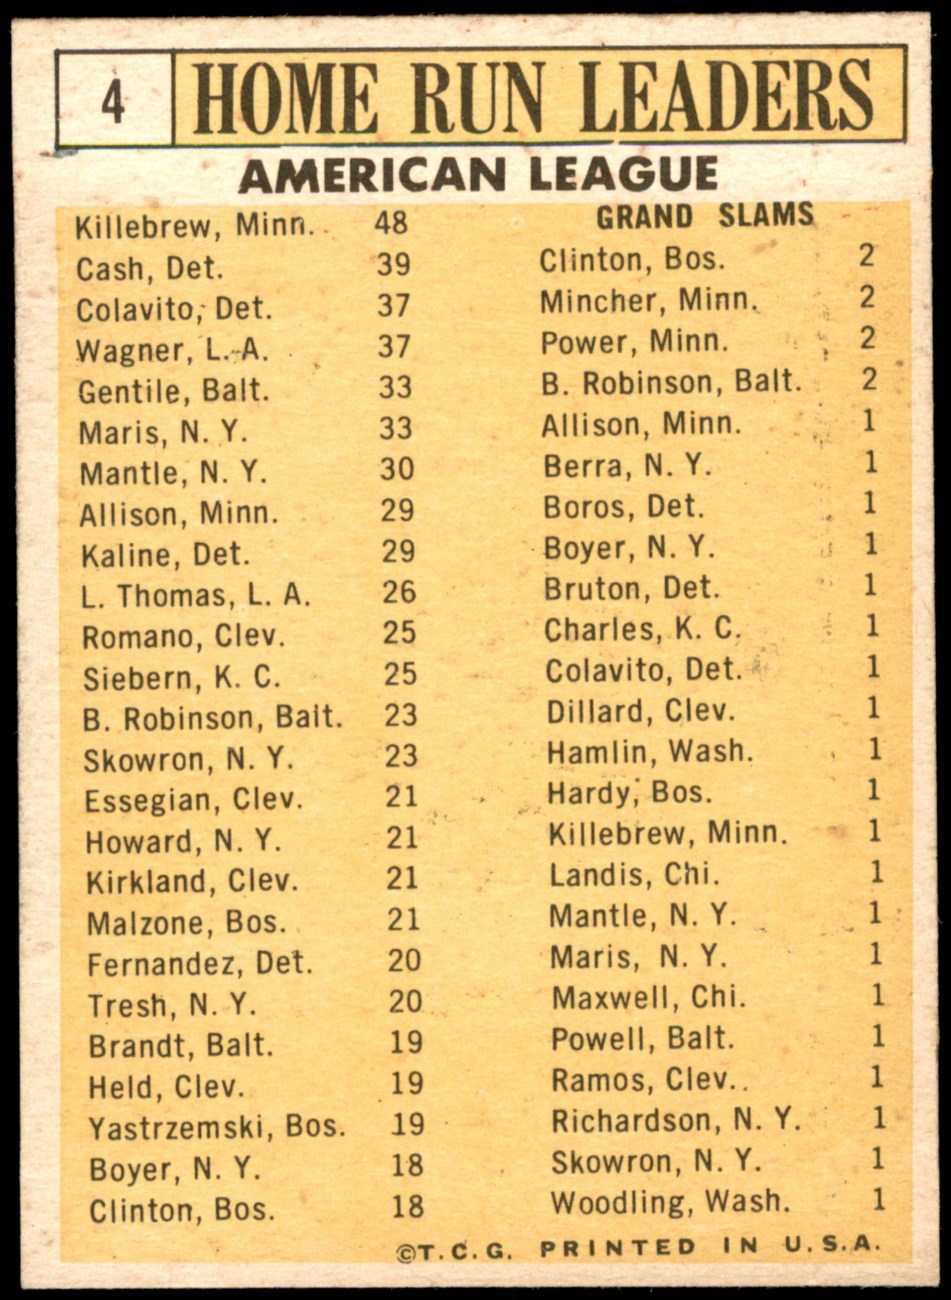 4
HOME RUN LEADERS
AMERICAN LEAGUE
Killebrew, Minn. 48
Cash, Det. 39
Colavito, Det. 37
Wagner, L. A. 37
Gentile, Balt. 33
Maris, N. Y. 33
Mantle, N. Y. 30
Allison, Minn. 29
Kaline, Det. 29
L. Thomas, L. A. 26
Romano, Clev. 25
Siebern, K. C. 25
B. Robinson, Balt. 23
Skowron, N. Y. 23
Essegian, Clev. 21
Howard, N. Y. 21
Kirkland, Clev. 21
Malzone, Bos. 21
Fernandez, Det. 20
Tresh, N. Y. 20
Brandt, Balt. 19
Held, Clev. 19
Yastrzemski, Bos. 19
Boyer, N. Y. 18
Clinton, Bos. 18
GRAND SLAMS
Clinton, Bos. 2
Mincher, Minn. 2
Power, Minn. 2
B. Robinson, Balt. 2
Allison, Minn. 1
Berra, N. Y. 1
Boros, Det. 1
Boyer, N. Y. 1
Bruton, Det. 1
Charles, K. C. 1
Colavito, Det. 1
Dillard, Clev. 1
Hamlin, Wash. 1
Hardy, Bos. 1
Killebrew, Minn. 1
Landis, Chi. 1
Mantle, N. Y. 1
Maris, N. Y. 1
Maxwell, Chi. 1
Powell, Balt. 1
Ramos, Clev. 1
Richardson, N. Y. 1
Skowron, N. Y. 1
Woodling, Wash. 1
©T.C.G. PRINTED IN U.S.A.